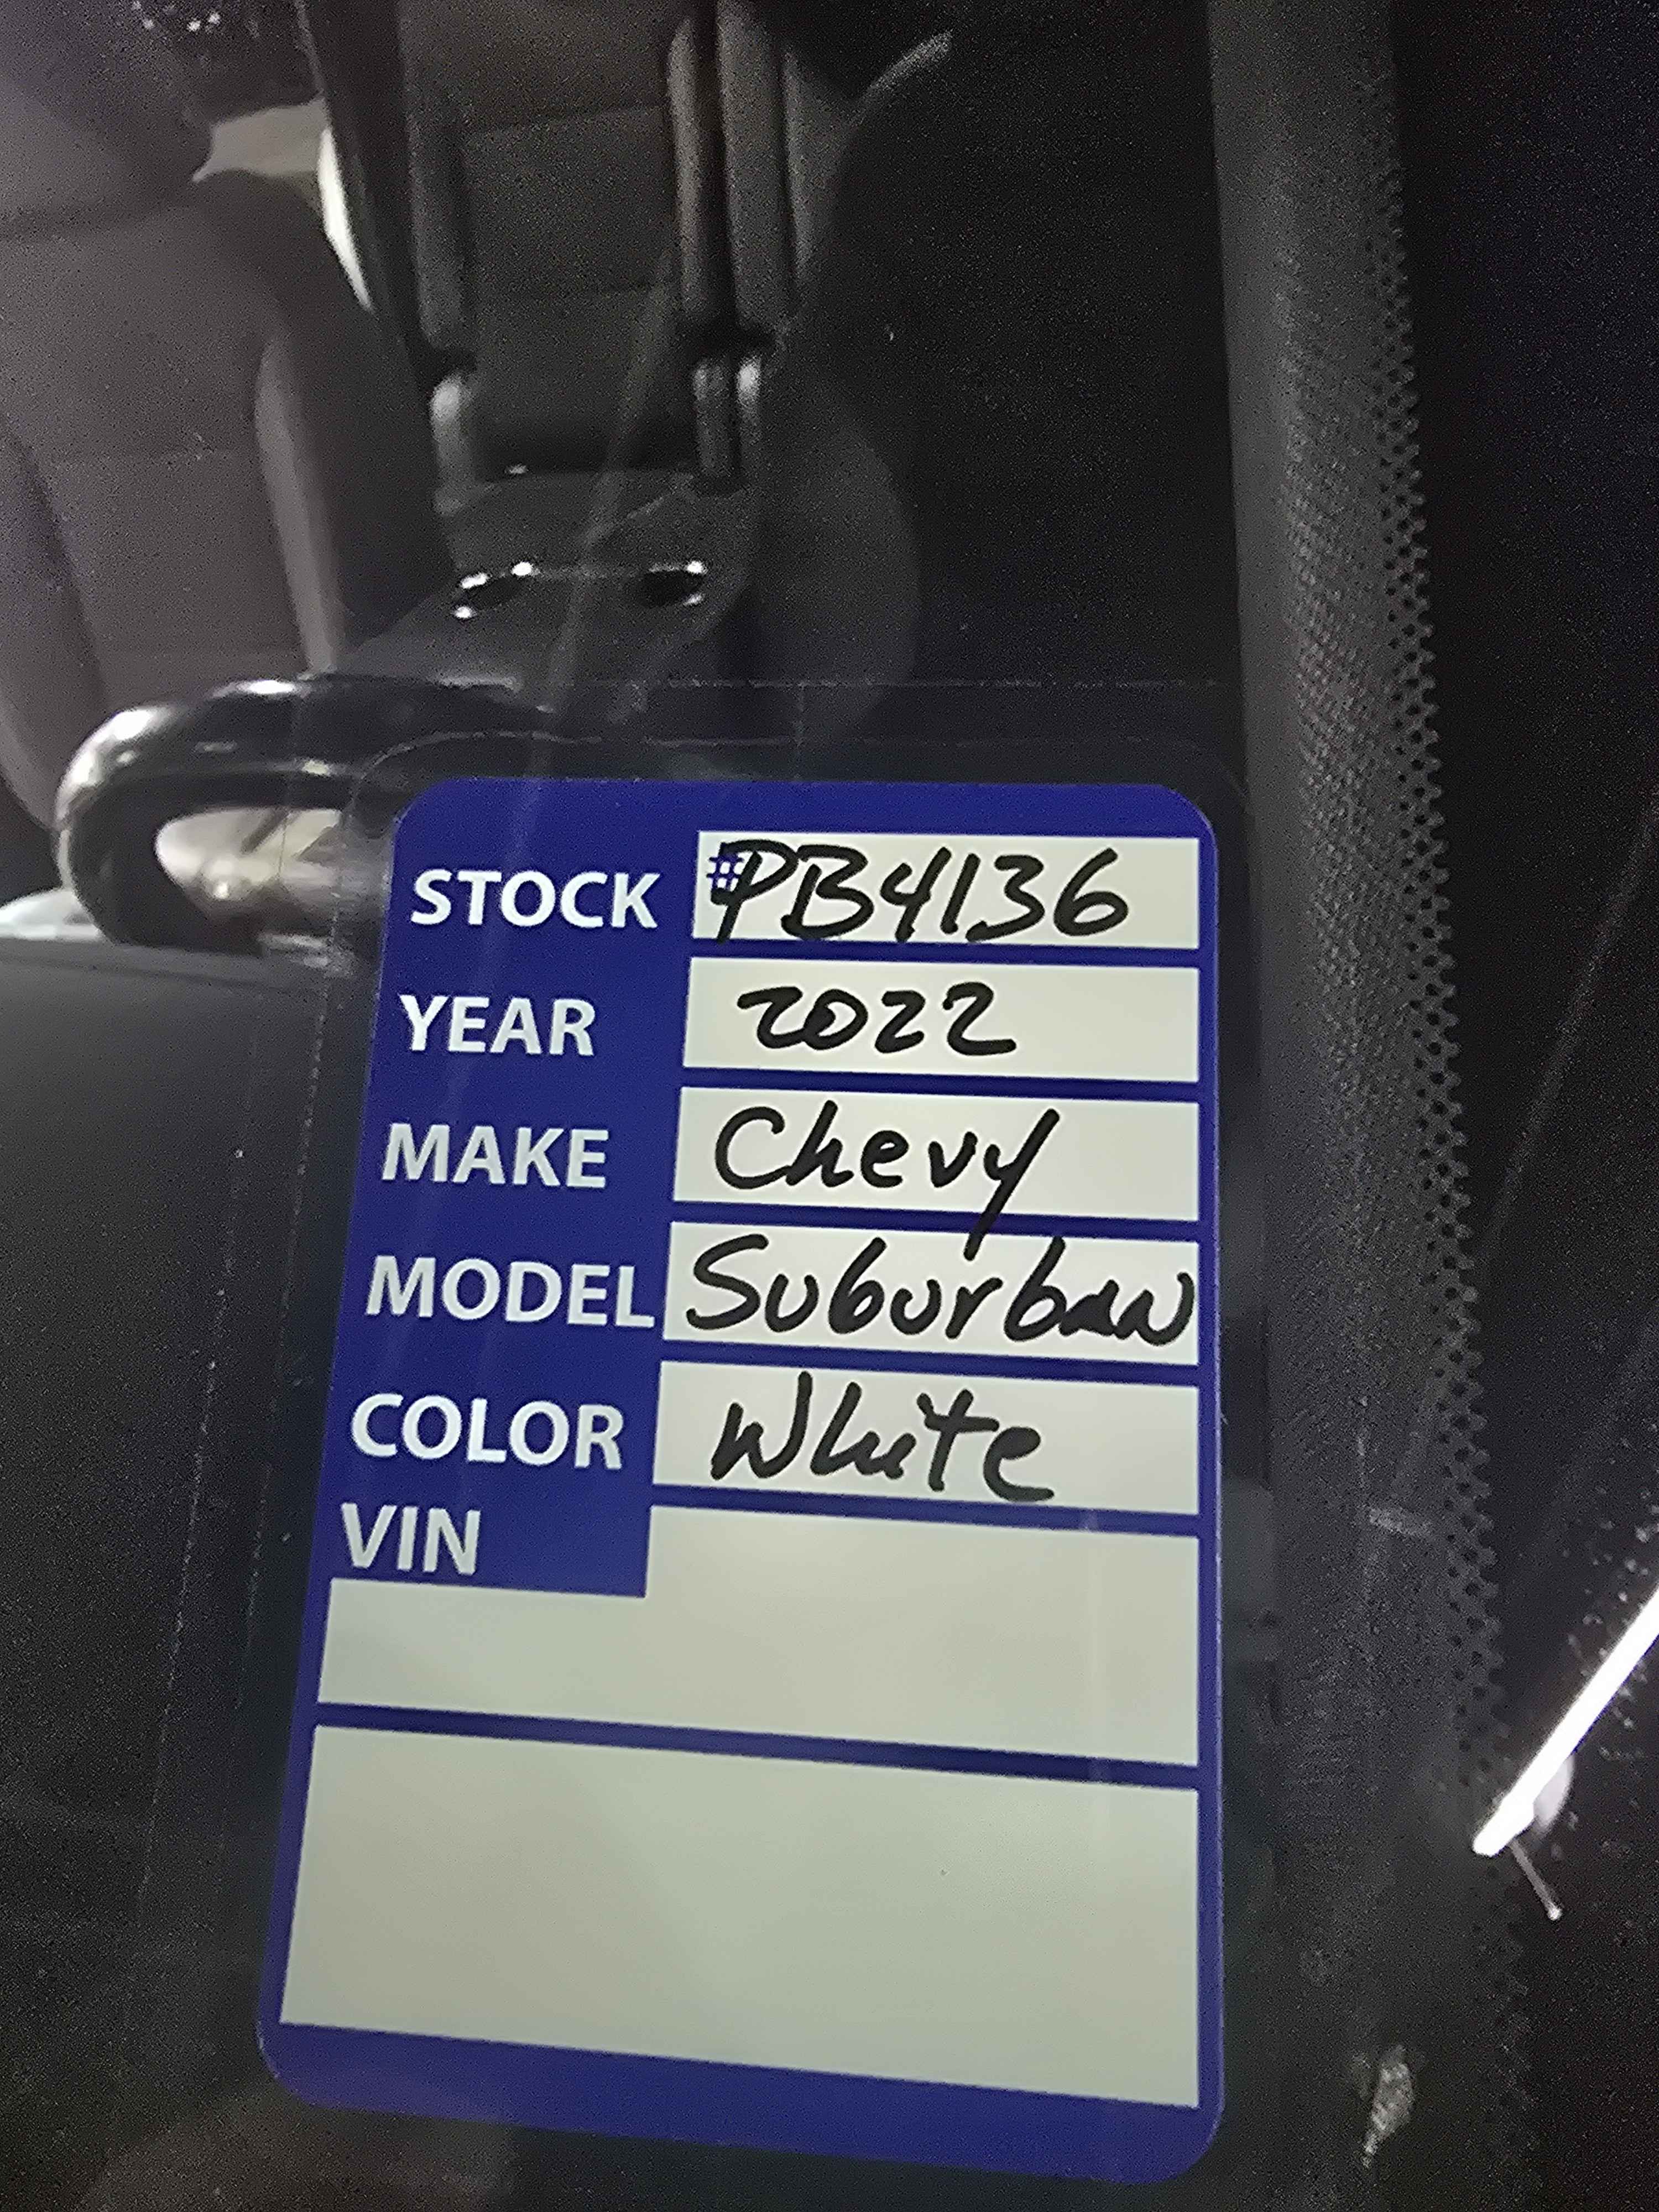 STOCK #PB4136
YEAR 2022
MAKE Chevy
MODEL Suburban
COLOR White
VIN